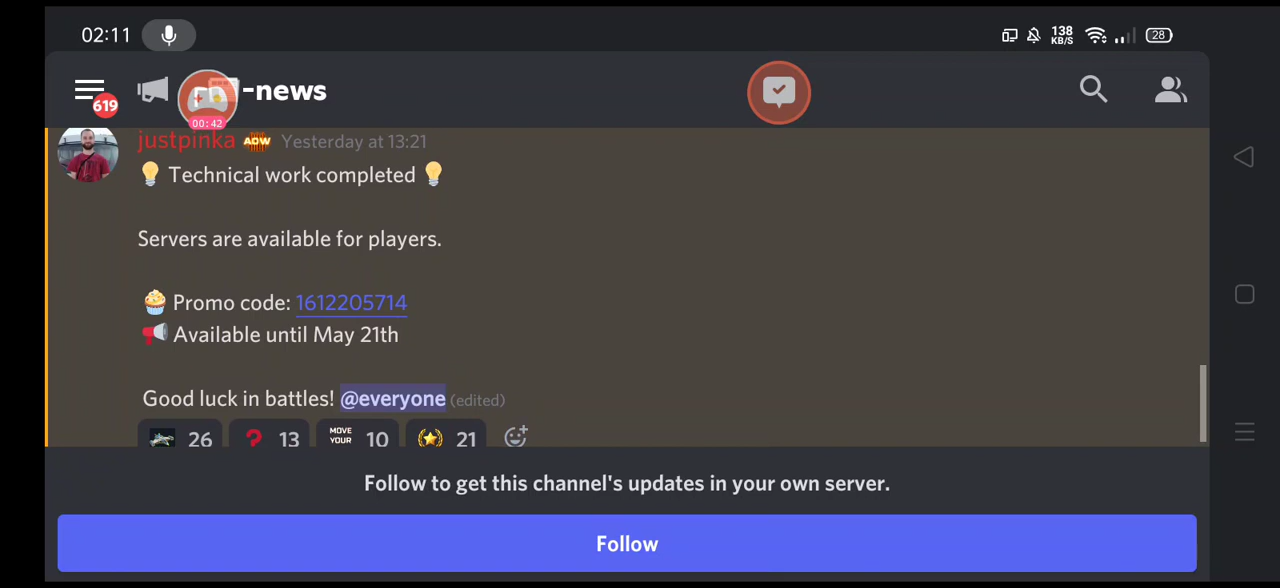 02:11
138
KB/S
28
619
00:42
-news
justpinka AOW Yesterday at 13:21
💡 Technical work completed 💡
Servers are available for players.
🧁 Promo code: 1612205714
📢 Available until May 21th
Good luck in battles! @everyone (edited)
26 13 MOVE YOUR 10 21
Follow to get this channel's updates in your own server.
Follow